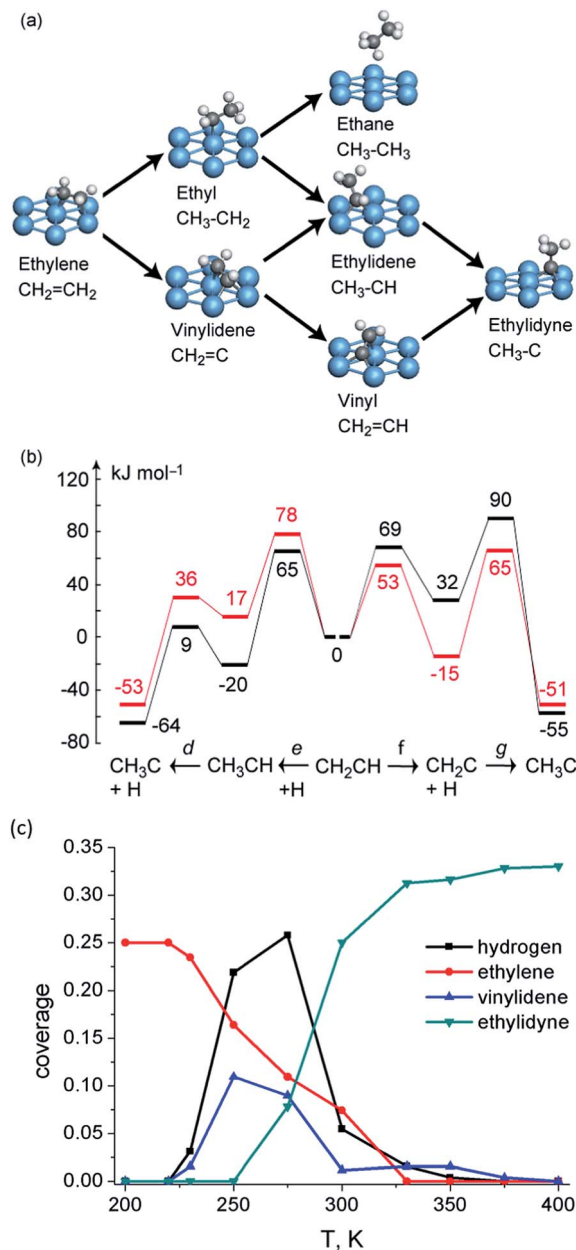 (a)
Ethane
CH3-CH3
Ethyl
CH3-CH2
Ethylene
CH2=CH2
Ethylidene
CH3-CH
Vinylidene
CH2=C
Ethylidyne
CH3-C
Vinyl
CH2=CH
(b)
kJ mol–1
120
80
40
0
-40
-80
-53
-64
36
9
17
-20
78
65
0
69
53
32
-15
90
65
-51
-55
CH3C d CH3CH e CH2CH f CH2C g CH3C
+ H +H + H
(c)
0.35
0.30
0.25
0.20
0.15
0.10
0.05
0.00
coverage
hydrogen
ethylene
vinylidene
ethylidyne
200 250 300 350 400
T, K